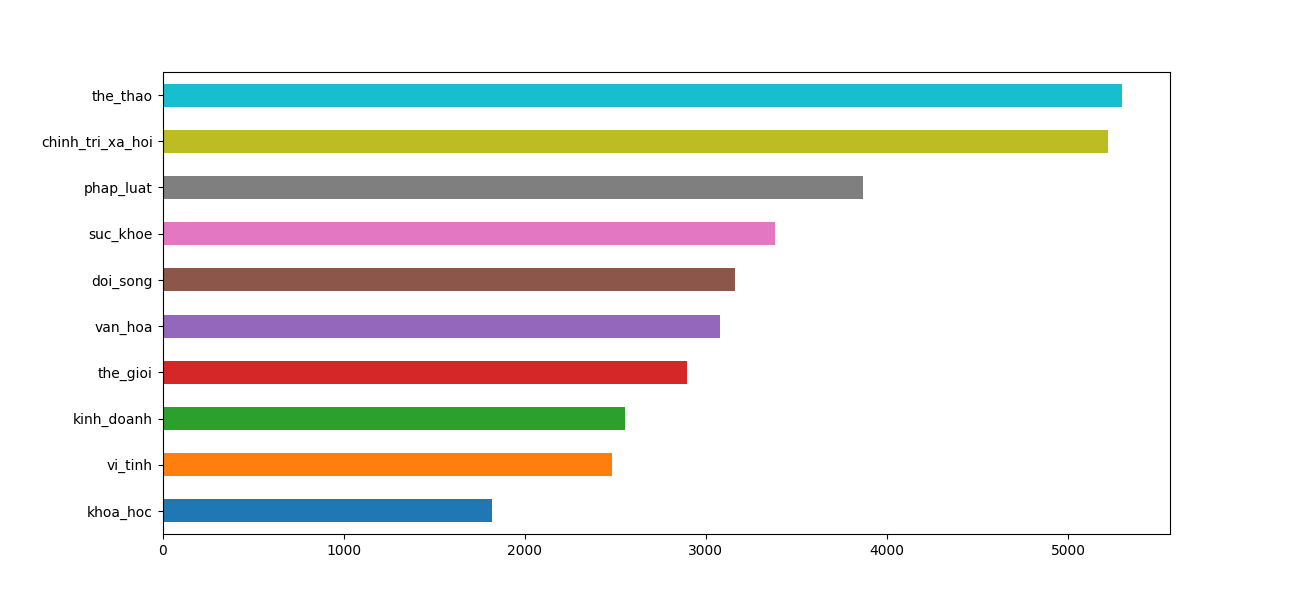 the_thao
chinh_tri_xa_hoi
phap_luat
suc_khoe
doi_song
van_hoa
the_gioi
kinh_doanh
vi_tinh
khoa_hoc
0 1000 2000 3000 4000 5000